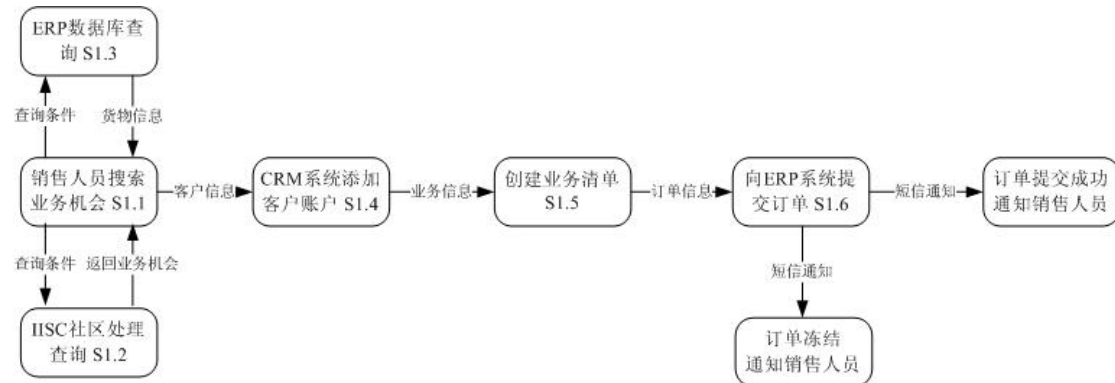 ERP数据库查
询 S1.3
查询条件
货物信息
销售人员搜索
业务机会 S1.1
客户信息
CRM系统添加
客户账户 S1.4
业务信息
创建业务清单
S1.5
订单信息
向ERP系统提
交订单 S1.6
短信通知
订单提交成功
通知销售人员
查询条件
返回业务机会
短信通知
IISC社区处理
查询 S1.2
订单冻结
通知销售人员